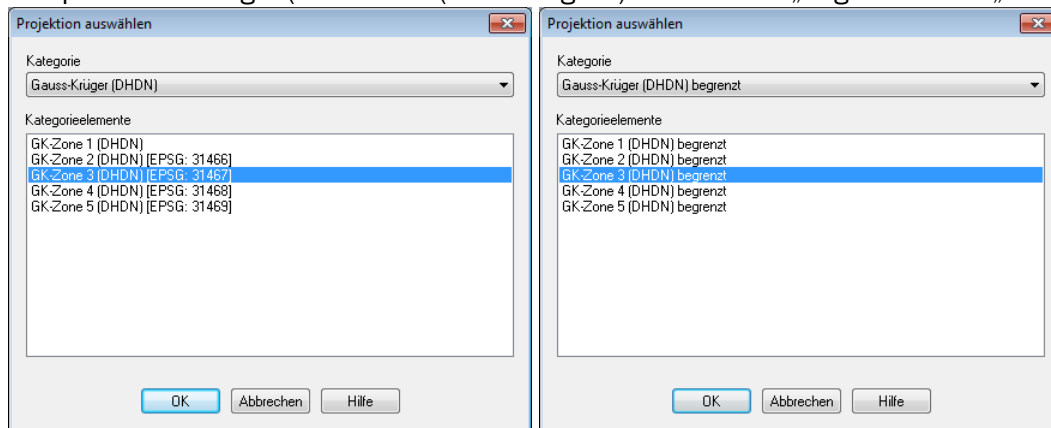 Projektion auswählen
Kategorie
Gauss-Krüger (DHDN)
Kategorieelemente
GK-Zone 1 (DHDN)
GK-Zone 2 (DHDN) [EPSG: 31466]
GK-Zone 3 (DHDN) [EPSG: 31467]
GK-Zone 4 (DHDN) [EPSG: 31468]
GK-Zone 5 (DHDN) [EPSG: 31469]
OK Abbrechen Hilfe
Projektion auswählen
Kategorie
Gauss-Krüger (DHDN) begrenzt
Kategorieelemente
GK-Zone 1 (DHDN) begrenzt
GK-Zone 2 (DHDN) begrenzt
GK-Zone 3 (DHDN) begrenzt
GK-Zone 4 (DHDN) begrenzt
GK-Zone 5 (DHDN) begrenzt
OK Abbrechen Hilfe